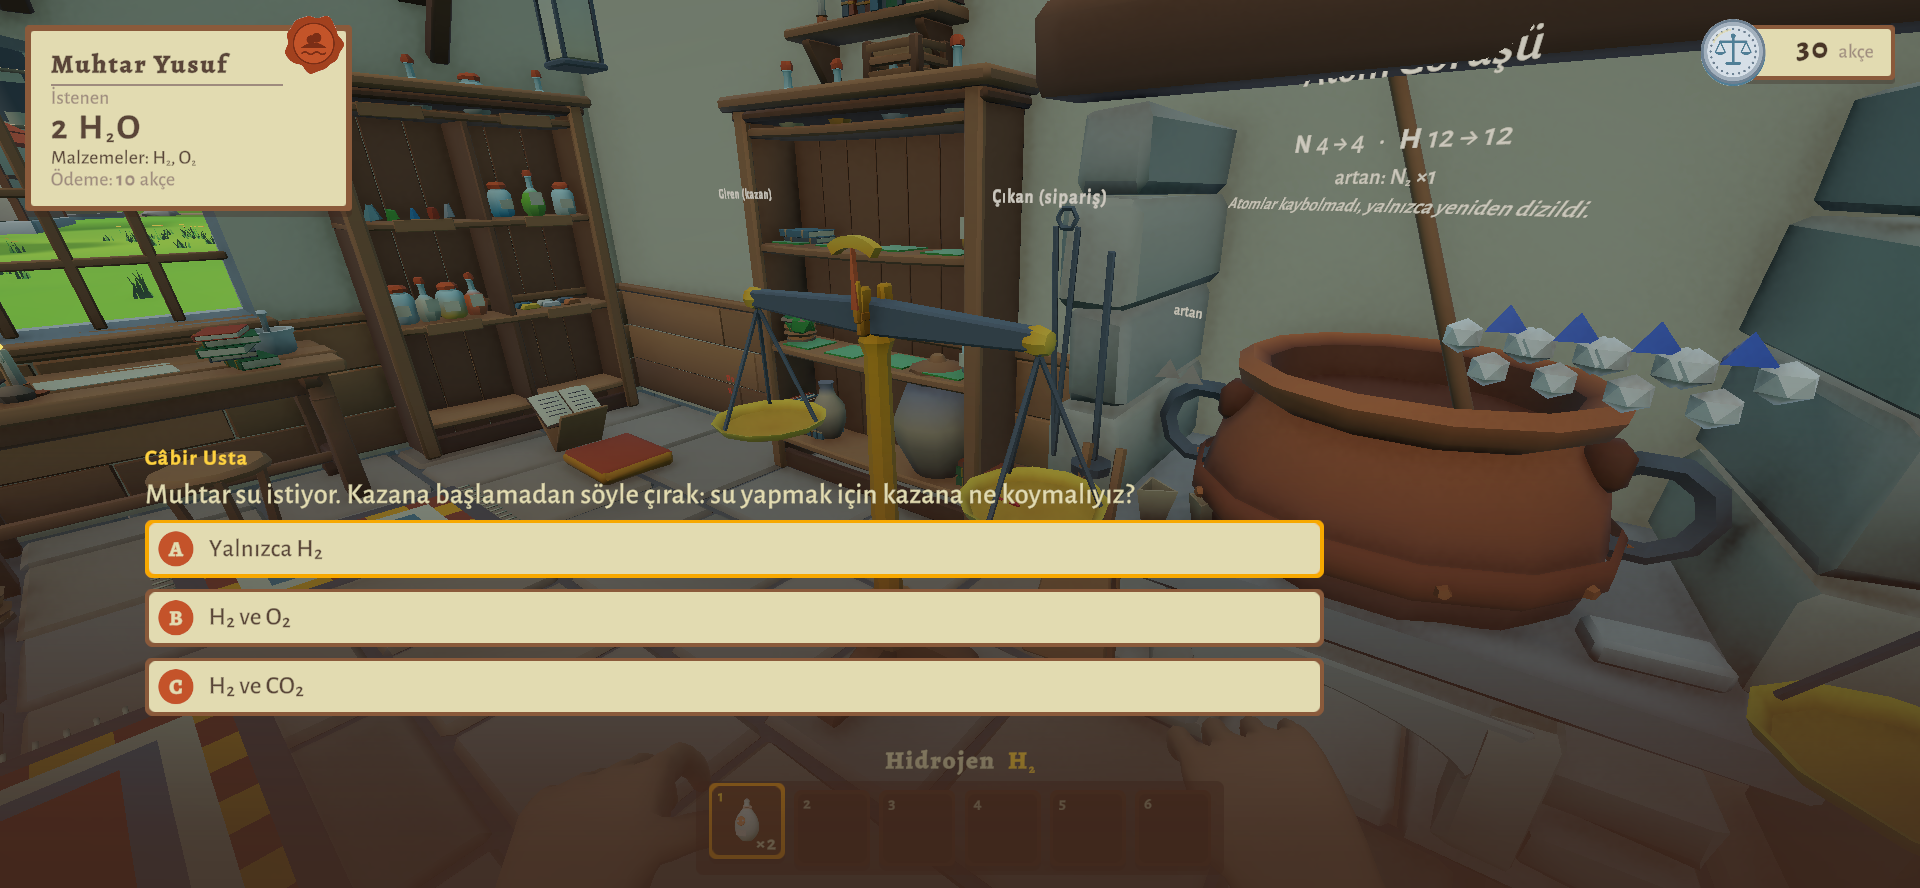 Muhtar Yusuf
İstenen
2 H₂O
Malzemeler: H₂, O₂
Ödeme: 10 akçe
30 akçe
N 4→4 · H 12→12
artan: N₂ ×1
Atomlar kaybolmadı, yalnızca yeniden dizildi.
Giren (kazan)
Çıkan (sipariş)
artan
Câbir Usta
Muhtar su istiyor. Kazana başlamadan söyle çırak: su yapmak için kazana ne koymalıyız?
A Yalnızca H₂
B H₂ ve O₂
C H₂ ve CO₂
Hidrojen H₂
1 ×2 2 3 4 5 6